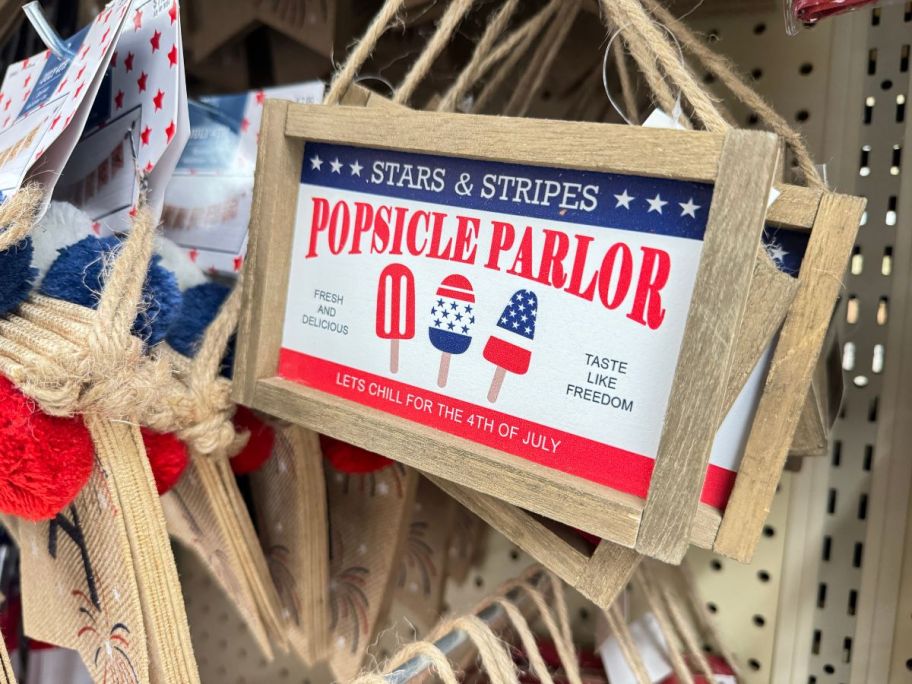 STARS & STRIPES
POPSICLE PARLOR
FRESH
AND
DELICIOUS
TASTE
LIKE
FREEDOM
LETS CHILL FOR THE 4TH OF JULY